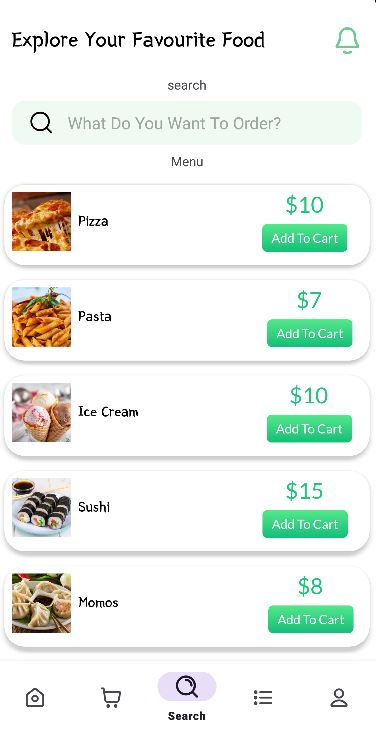 Explore Your Favourite Food
search
What Do You Want To Order?
Menu
$10
Pizza
Add To Cart
$7
Pasta
Add To Cart
$10
Ice Cream
Add To Cart
$15
Sushi
Add To Cart
$8
Momos
Add To Cart
Search